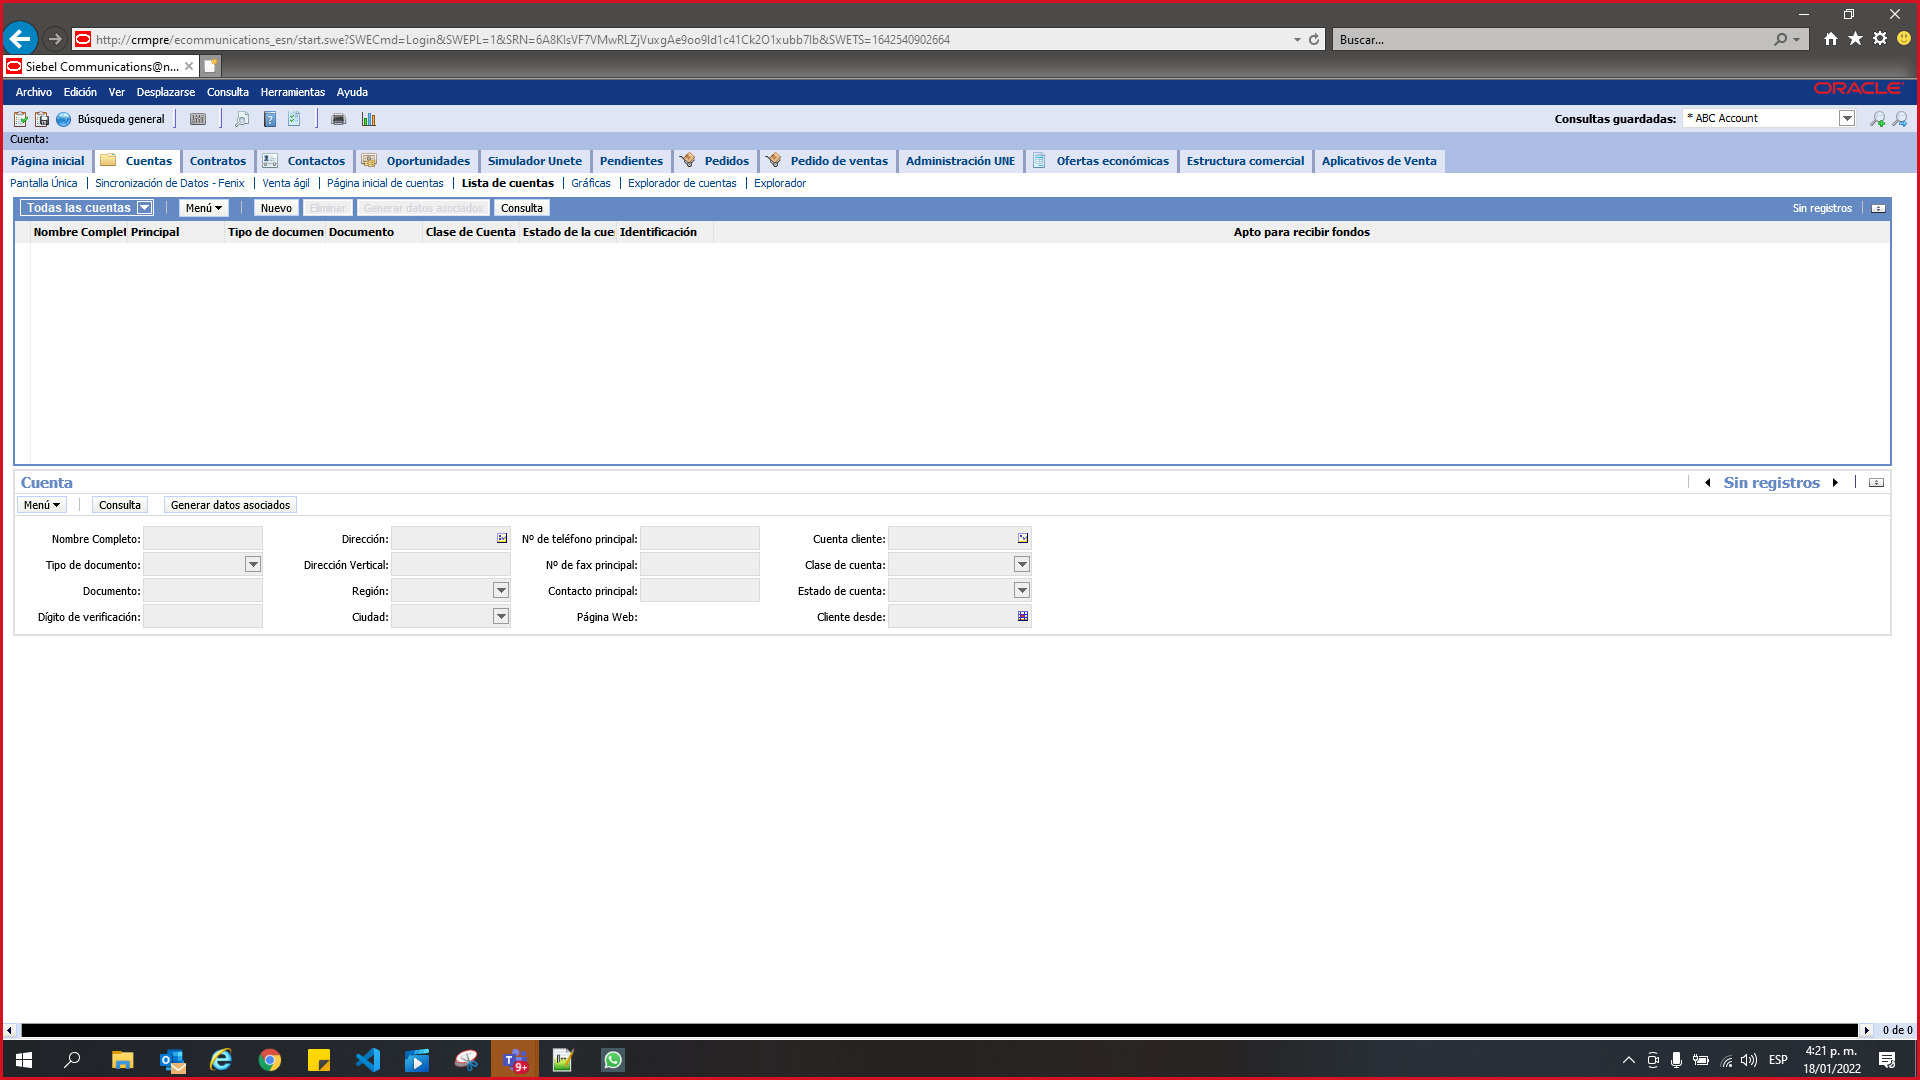 http://crmpre/ecommunications_esn/start.swe?SWECmd=Login&SWEPL=1&SRN=6A8KlsVF7VMwRLZjVuxgAe9oo9Id1c41Ck2O1xubb7Ib&SWETS=1642540902664
Buscar...
Siebel Communications@n...
Archivo Edición Ver Desplazarse Consulta Herramientas Ayuda
ORACLE
Búsqueda general
Consultas guardadas: * ABC Account
Cuenta:
Página inicial Cuentas Contratos Contactos Oportunidades Simulador Unete Pendientes Pedidos Pedido de ventas Administración UNE Ofertas económicas Estructura comercial Aplicativos de Venta
Pantalla Única | Sincronización de Datos - Fenix | Venta ágil | Página inicial de cuentas | Lista de cuentas | Gráficas | Explorador de cuentas | Explorador
Todas las cuentas Menú Nuevo Eliminar Generar datos asociados Consulta Sin registros
Nombre Complet Principal Tipo de documen Documento Clase de Cuenta Estado de la cue Identificación Apto para recibir fondos
Cuenta Sin registros
Menú Consulta Generar datos asociados
Nombre Completo: Dirección: Nº de teléfono principal: Cuenta cliente:
Tipo de documento: Dirección Vertical: Nº de fax principal: Clase de cuenta:
Documento: Región: Contacto principal: Estado de cuenta:
Dígito de verificación: Ciudad: Página Web: Cliente desde:
0 de 0
9+
ESP
4:21 p. m.
18/01/2022